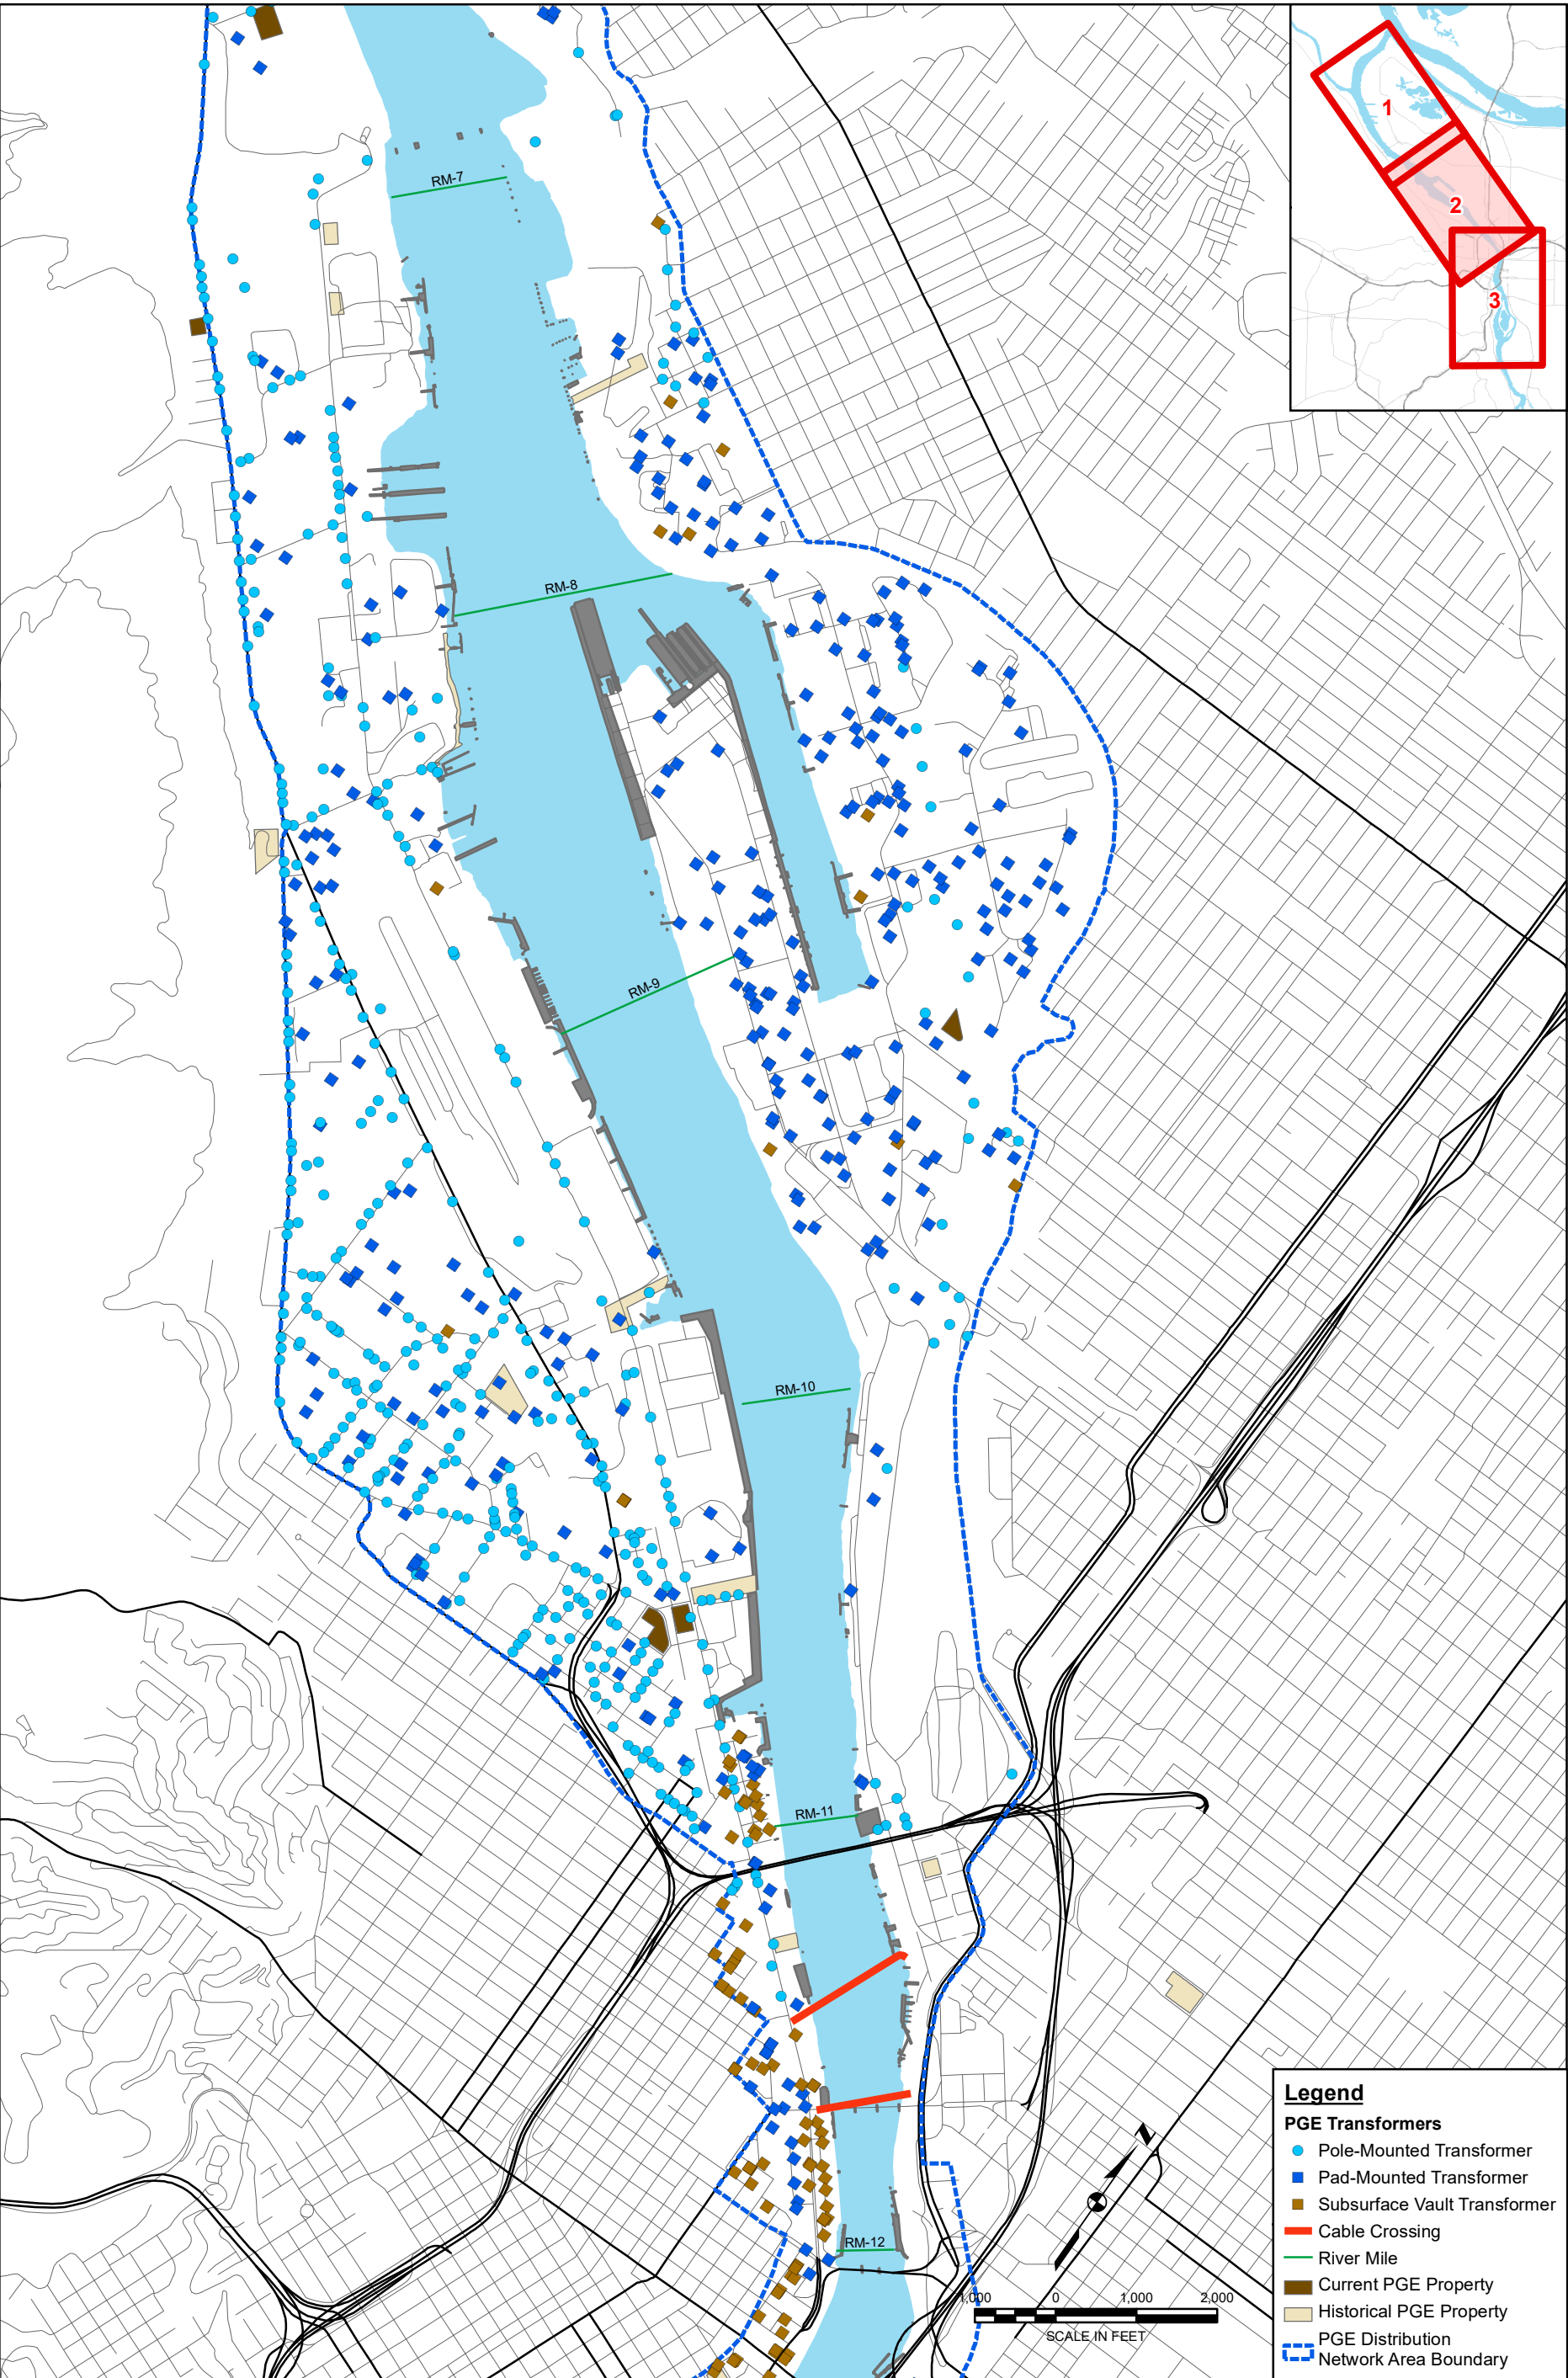 1
2
3
RM-7
RM-8
RM-9
RM-10
RM-11
RM-12
N
1,000 0 1,000 2,000
SCALE IN FEET
Legend
PGE Transformers
Pole-Mounted Transformer
Pad-Mounted Transformer
Subsurface Vault Transformer
Cable Crossing
River Mile
Current PGE Property
Historical PGE Property
PGE Distribution
Network Area Boundary